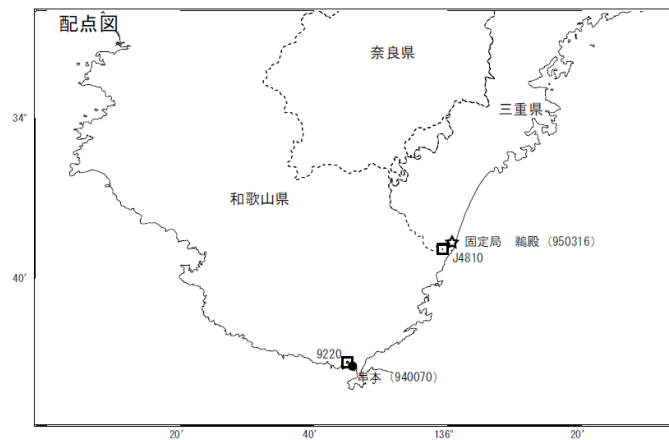 配点図
奈良県
三重県
34′
和歌山県
固定局 鵜殿（950316）
J4810
40′
9220
串本（940070）
20′
40′
136°
20′